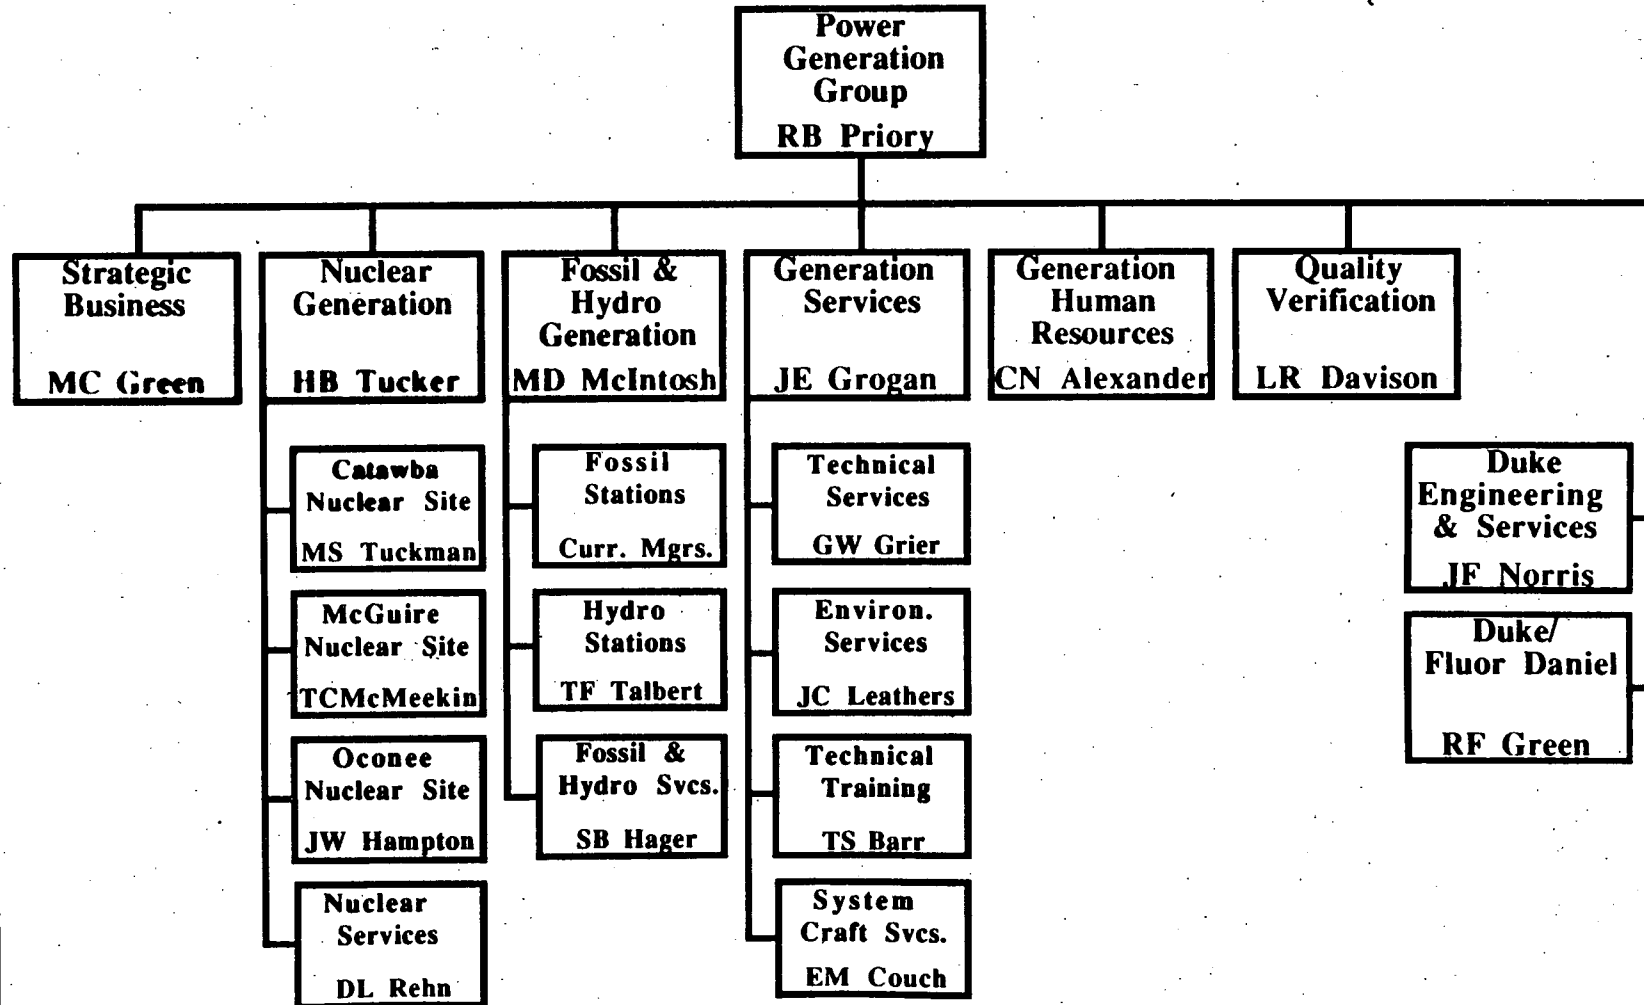 Power
Generation
Group
RB Priory
Strategic
Business
MC Green
Nuclear
Generation
HB Tucker
Fossil &
Hydro
Generation
MD McIntosh
Generation
Services
JE Grogan
Generation
Human
Resources
CN Alexander
Quality
Verification
LR Davison
Catawba
Nuclear Site
MS Tuckman
McGuire
Nuclear Site
TCMcMeekin
Oconee
Nuclear Site
JW Hampton
Nuclear
Services
DL Rehn
Fossil
Stations
Curr. Mgrs.
Hydro
Stations
TF Talbert
Fossil &
Hydro Svcs.
SB Hager
Technical
Services
GW Grier
Environ.
Services
JC Leathers
Technical
Training
TS Barr
System
Craft Svcs.
EM Couch
Duke
Engineering
& Services
JF Norris
Duke/
Fluor Daniel
RF Green